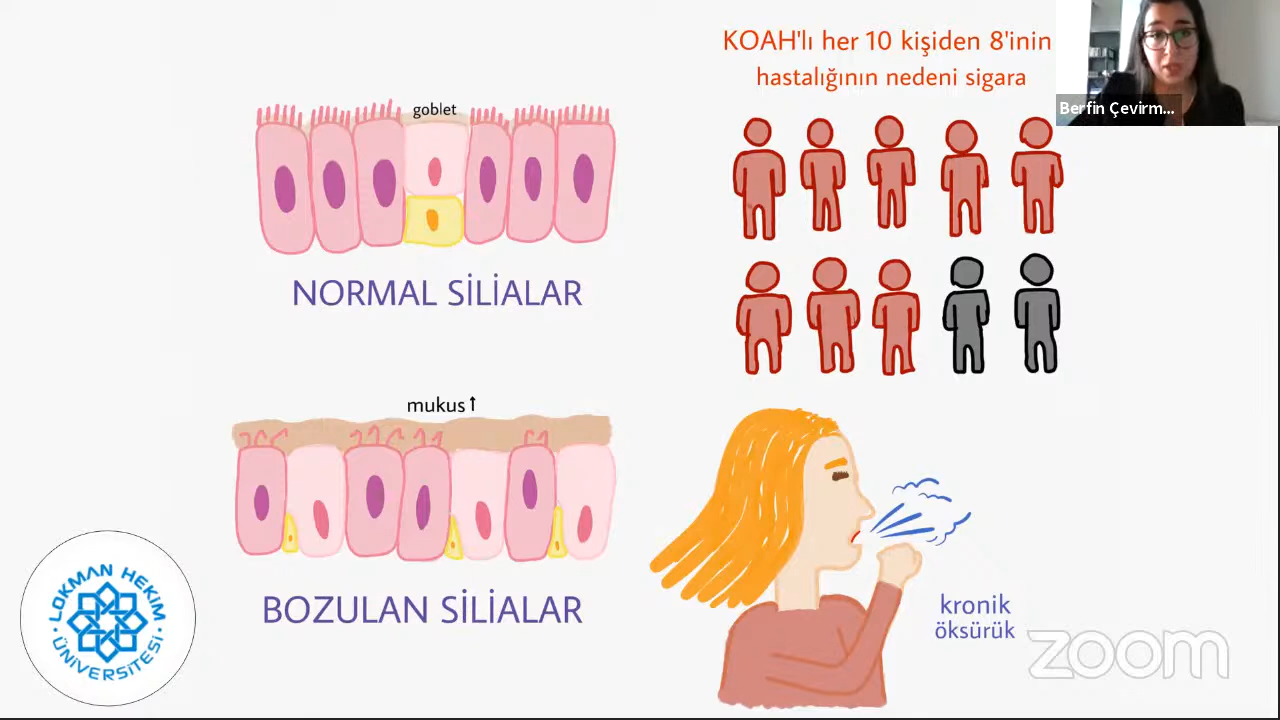 KOAH'lı her 10 kişiden 8'inin
hastalığının nedeni sigara
Berfin Çevirm...
goblet
NORMAL SİLİALAR
mukus↑
BOZULAN SİLİALAR
kronik
öksürük
LOKMAN HEKİM
ÜNİVERSİTESİ
zoom